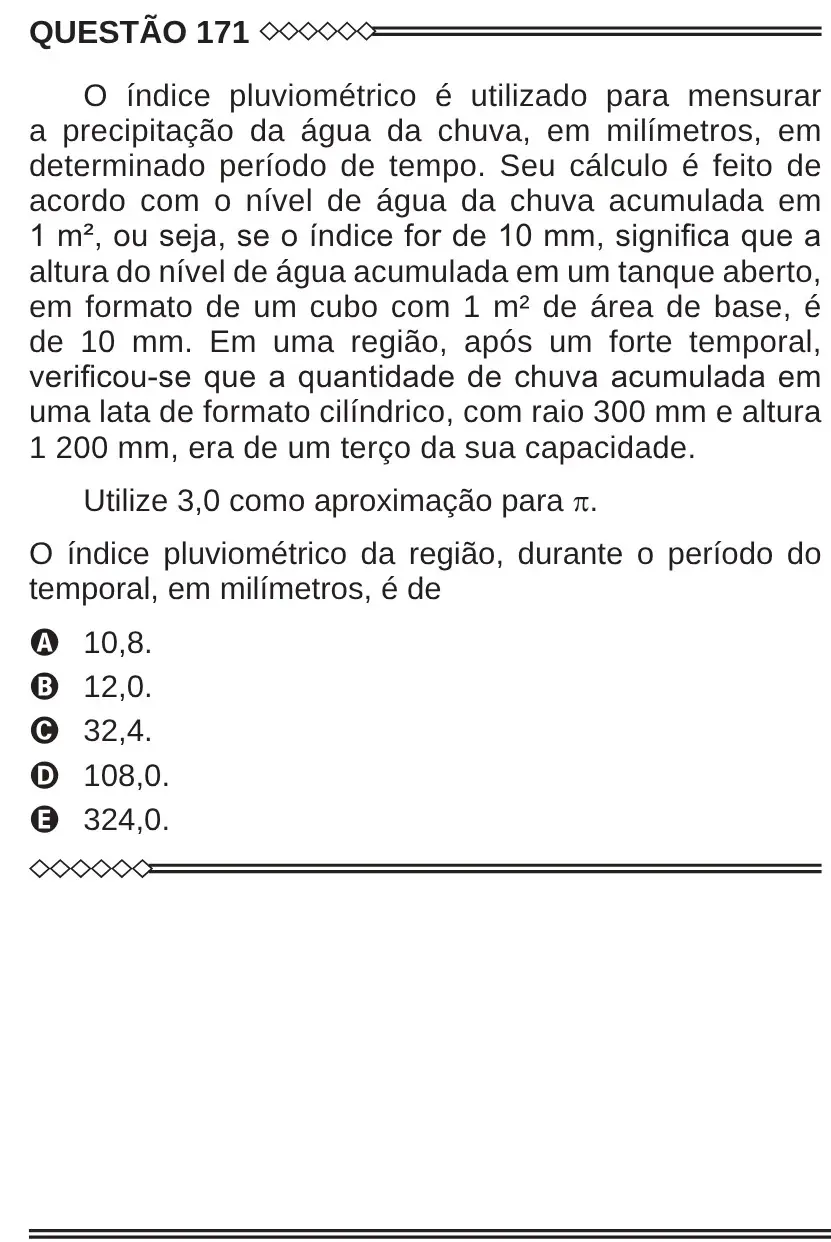 QUESTÃO 171
O índice pluviométrico é utilizado para mensurar
a precipitação da água da chuva, em milímetros, em
determinado período de tempo. Seu cálculo é feito de
acordo com o nível de água da chuva acumulada em
1 m², ou seja, se o índice for de 10 mm, significa que a
altura do nível de água acumulada em um tanque aberto,
em formato de um cubo com 1 m² de área de base, é
de 10 mm. Em uma região, após um forte temporal,
verificou-se que a quantidade de chuva acumulada em
uma lata de formato cilíndrico, com raio 300 mm e altura
1 200 mm, era de um terço da sua capacidade.
Utilize 3,0 como aproximação para π.
O índice pluviométrico da região, durante o período do
temporal, em milímetros, é de
A 10,8.
B 12,0.
C 32,4.
D 108,0.
E 324,0.